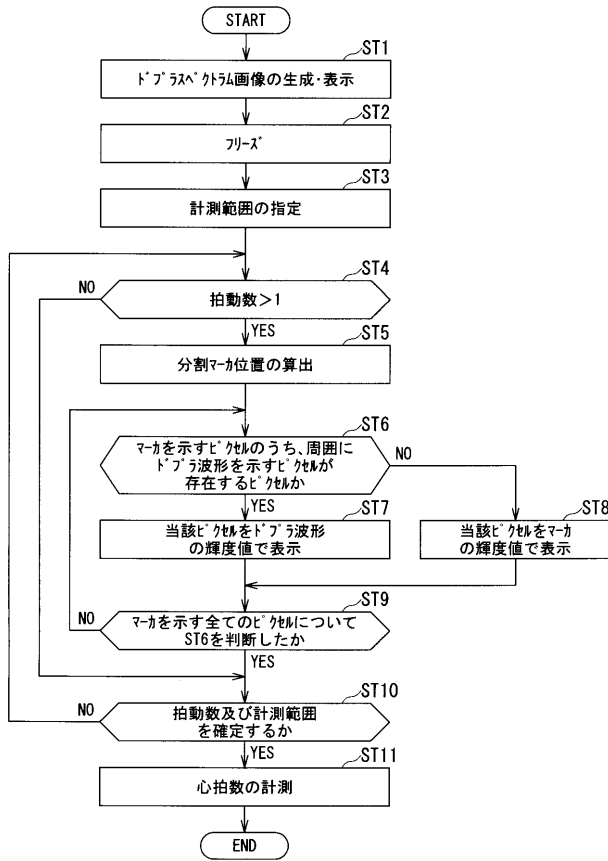 START
ST1
ドプラスペクトラム画像の生成・表示
ST2
フリーズ
ST3
計測範囲の指定
ST4
NO
拍動数>1
YES
ST5
分割マーカ位置の算出
ST6
マーカを示すピクセルのうち、周囲に
ドプラ波形を示すピクセルが
存在するピクセルか
NO
YES
ST7
当該ピクセルをドプラ波形
の輝度値で表示
ST8
当該ピクセルをマーカ
の輝度値で表示
ST9
NO
マーカを示す全てのピクセルについて
ST6を判断したか
YES
ST10
NO
拍動数及び計測範囲
を確定するか
YES
ST11
心拍数の計測
END